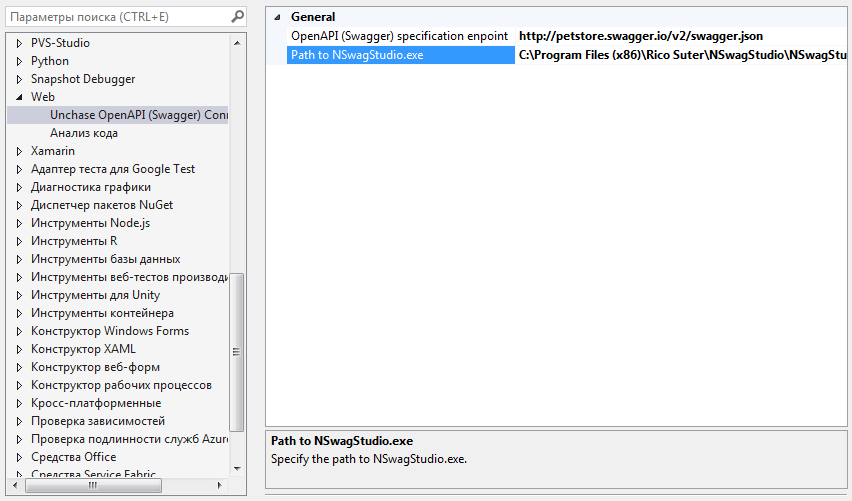 Параметры поиска (CTRL+E)
PVS-Studio
Python
Snapshot Debugger
Web
Unchase OpenAPI (Swagger) Con
Анализ кода
Xamarin
Адаптер теста для Google Test
Диагностика графики
Диспетчер пакетов NuGet
Инструменты Node.js
Инструменты R
Инструменты базы данных
Инструменты веб-тестов производи
Инструменты для Unity
Инструменты контейнера
Конструктор Windows Forms
Конструктор XAML
Конструктор веб-форм
Конструктор рабочих процессов
Кросс-платформенные
Проверка зависимостей
Проверка подлинности служб Azur
Средства Office
Средства Service Fabric
General
OpenAPI (Swagger) specification enpoint http://petstore.swagger.io/v2/swagger.json
Path to NSwagStudio.exe C:\Program Files (x86)\Rico Suter\NSwagStudio\NSwagStu
Path to NSwagStudio.exe
Specify the path to NSwagStudio.exe.